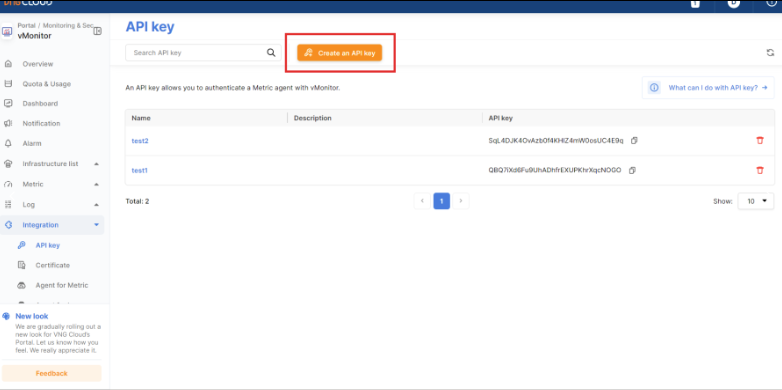 VNGCLOUD
Portal / Monitoring & Sec
vMonitor
Overview
Quota & Usage
Dashboard
Notification
Alarm
Infrastructure list
Metric
Log
Integration
API key
Certificate
Agent for Metric
New look
We are gradually rolling out a
new look for VNG Cloud's
Portal. Let us know how you
feel. We really appreciate it.
Feedback
API key
Search API key
Create an API key
An API key allows you to authenticate a Metric agent with vMonitor.
What can I do with API key?
Name Description API key
test2
test1
Total: 2
1
Show: 10